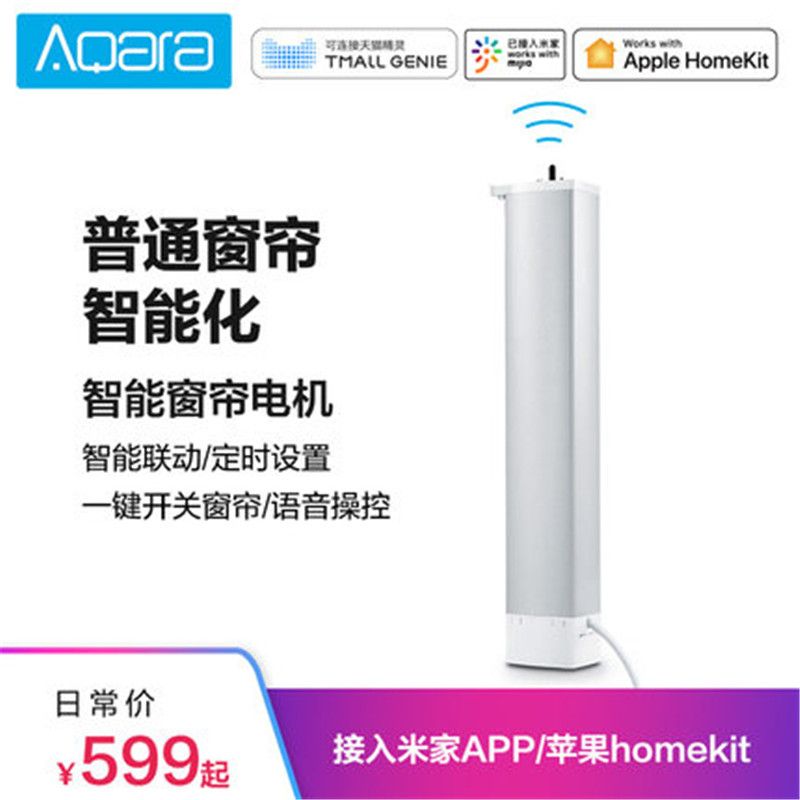 Aqara
可连接天猫精灵
TMALL GENIE
已接入米家
works with
mijia
Works with
Apple HomeKit
普通窗帘
智能化
智能窗帘电机
智能联动/定时设置
一键开关窗帘/语音操控
日常价
¥599起
接入米家APP/苹果homekit